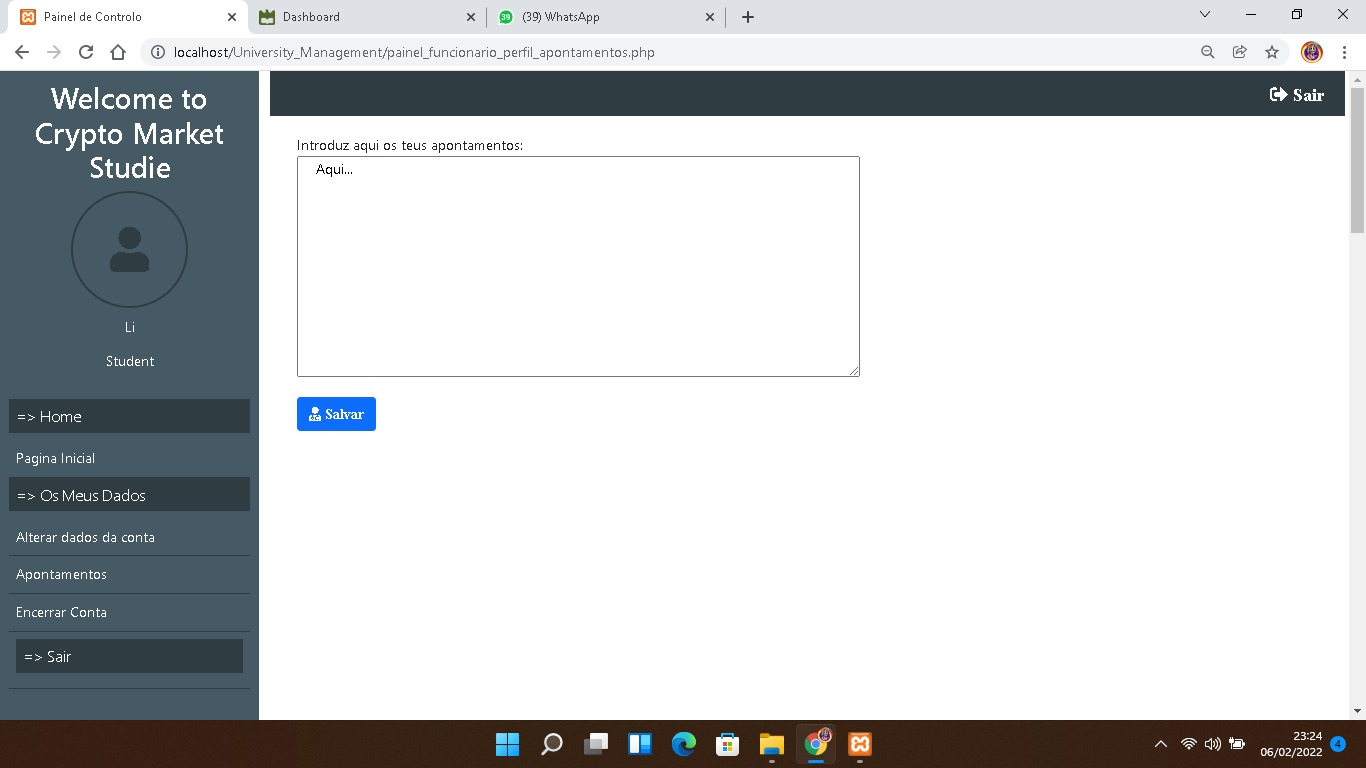 Painel de Controlo
Dashboard
39
(39) WhatsApp
localhost/University_Management/painel_funcionario_perfil_apontamentos.php
Welcome to
Crypto Market
Studie
Li
Student
=> Home
Pagina Inicial
=> Os Meus Dados
Alterar dados da conta
Apontamentos
Encerrar Conta
=> Sair
Sair
Introduz aqui os teus apontamentos:
Aqui...
Salvar
23:24
06/02/2022
4